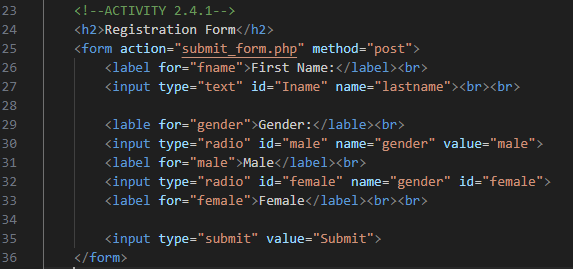 23 <!--ACTIVITY 2.4.1-->
24 <h2>Registration Form</h2>
25 <form action="submit_form.php" method="post">
26 <label for="fname">First Name:</label><br>
27 <input type="text" id="Iname" name="lastname"><br><br>
28
29 <lable for="gender">Gender:</lable><br>
30 <input type="radio" id="male" name="gender" value="male">
31 <label for="male">Male</label><br>
32 <input type="radio" id="female" name="gender" id="female">
33 <label for="female">Female</label><br><br>
34
35 <input type="submit" value="Submit">
36 </form>